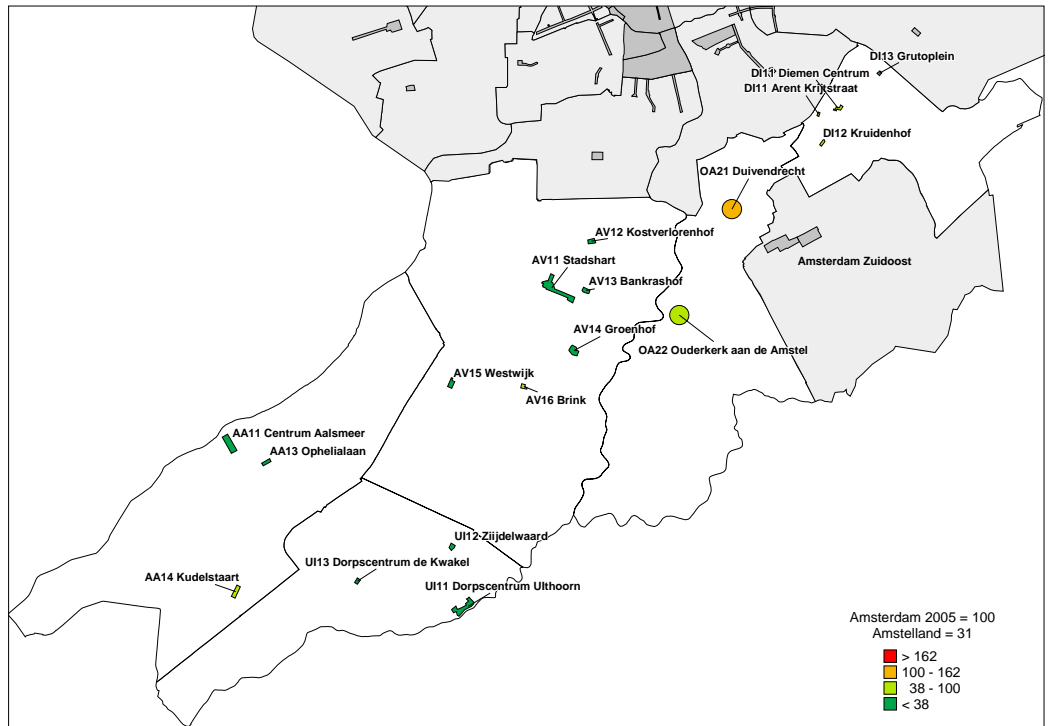 DI13 Grutoplein
DI11 Diemen Centrum
DI11 Arent Krijtstraat
DI12 Kruidenhof
OA21 Duivendrecht
AV12 Kostverlorenhof
AV11 Stadshart
Amsterdam Zuidoost
AV13 Bankrashof
AV14 Groenhof
OA22 Ouderkerk aan de Amstel
AV15 Westwijk
AV16 Brink
AA11 Centrum Aalsmeer
AA13 Ophelialaan
UI12 Ziijdelwaard
UI13 Dorpscentrum de Kwakel
AA14 Kudelstaart
UI11 Dorpscentrum UIthoorn
Amsterdam 2005 = 100
Amstelland = 31
> 162
100 - 162
38 - 100
< 38